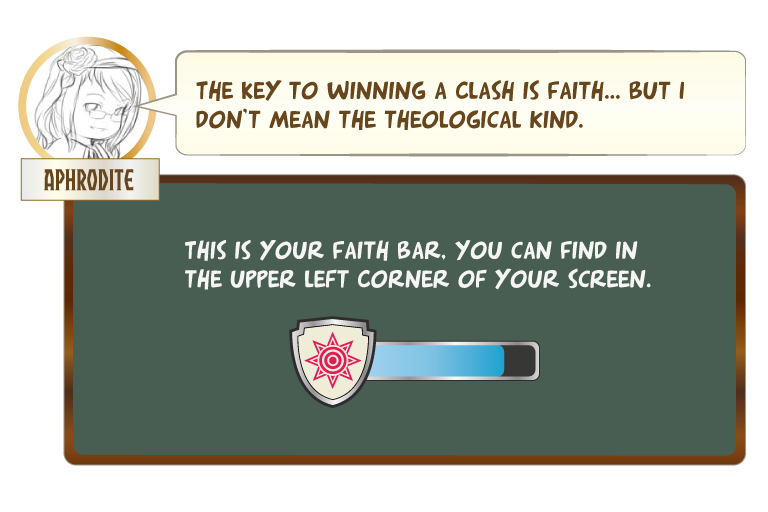 THE KEY TO WINNING A CLASH IS FAITH... BUT I
DON'T MEAN THE THEOLOGICAL KIND.
APHRODITE
THIS IS YOUR FAITH BAR. YOU CAN FIND IN
THE UPPER LEFT CORNER OF YOUR SCREEN.